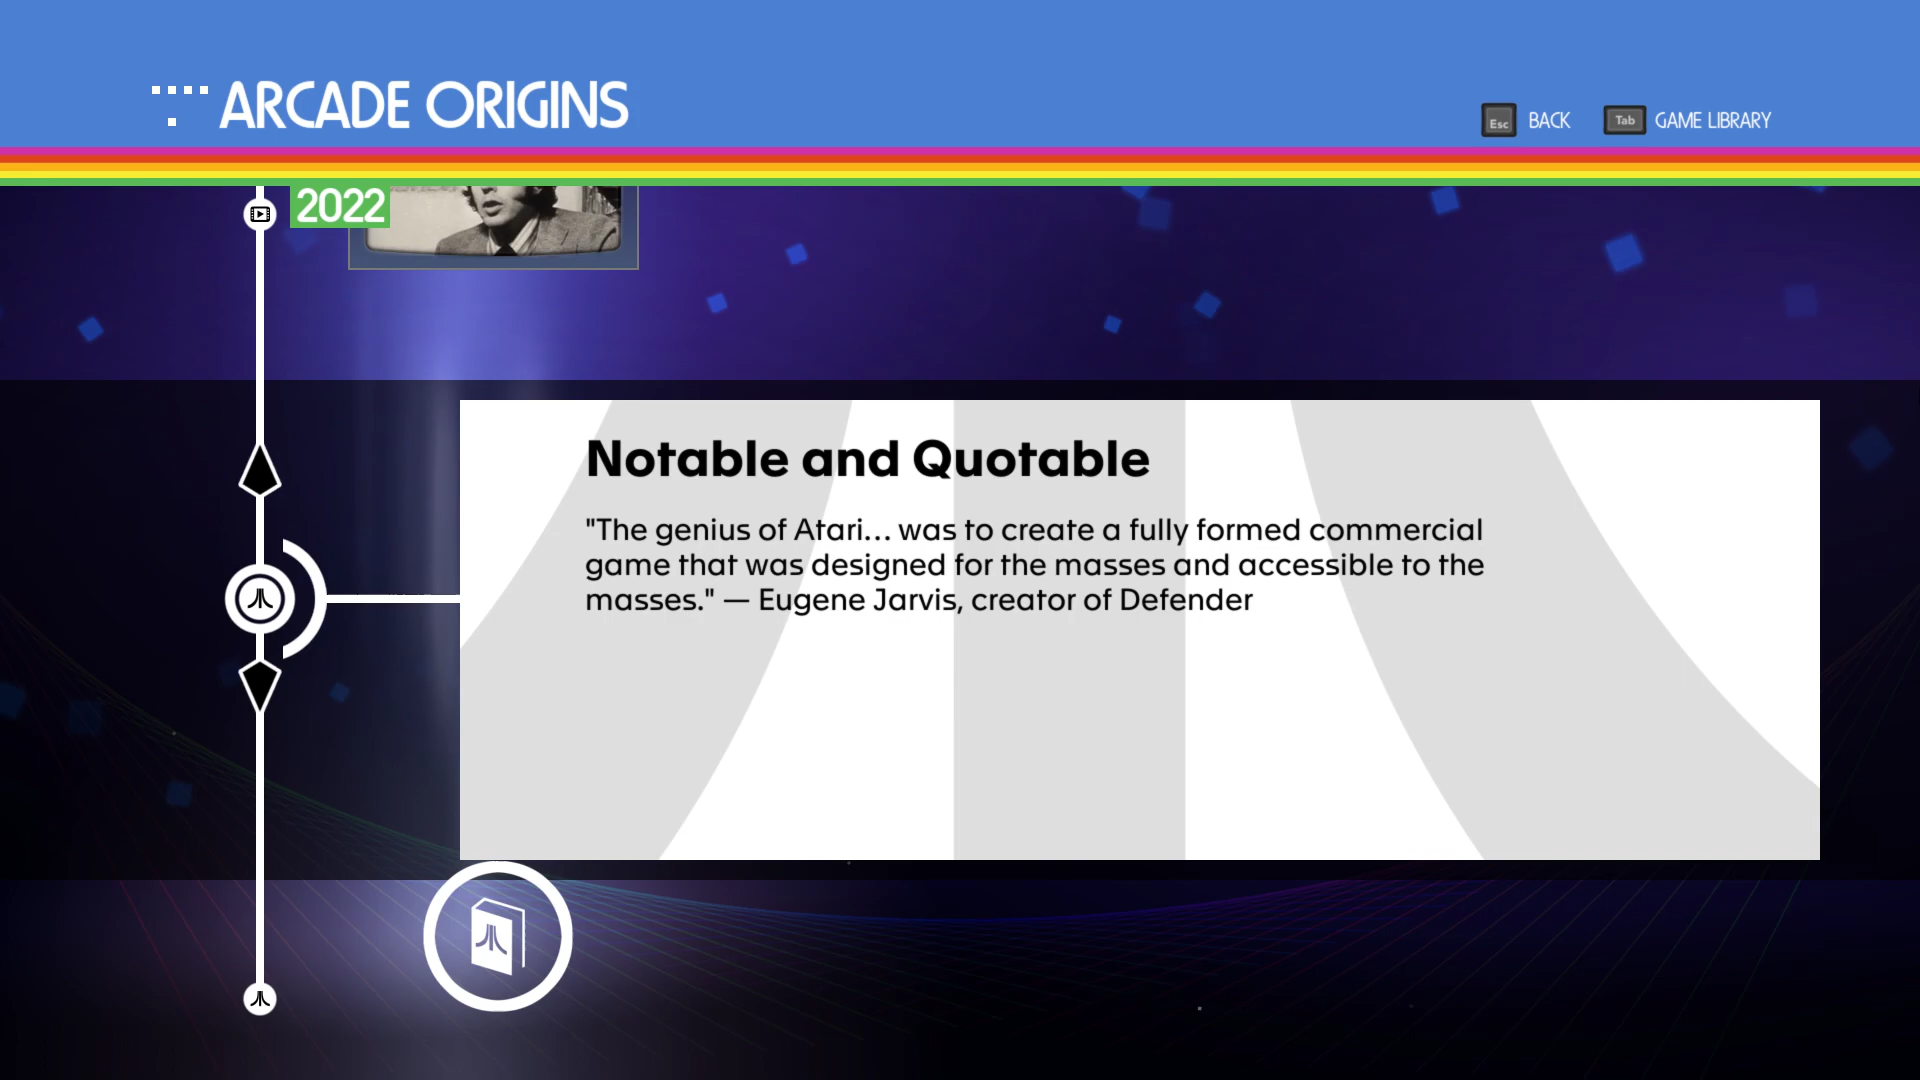 ARCADE ORIGINS
Esc BACK Tab GAME LIBRARY
2022
Notable and Quotable
"The genius of Atari... was to create a fully formed commercial
game that was designed for the masses and accessible to the
masses." — Eugene Jarvis, creator of Defender